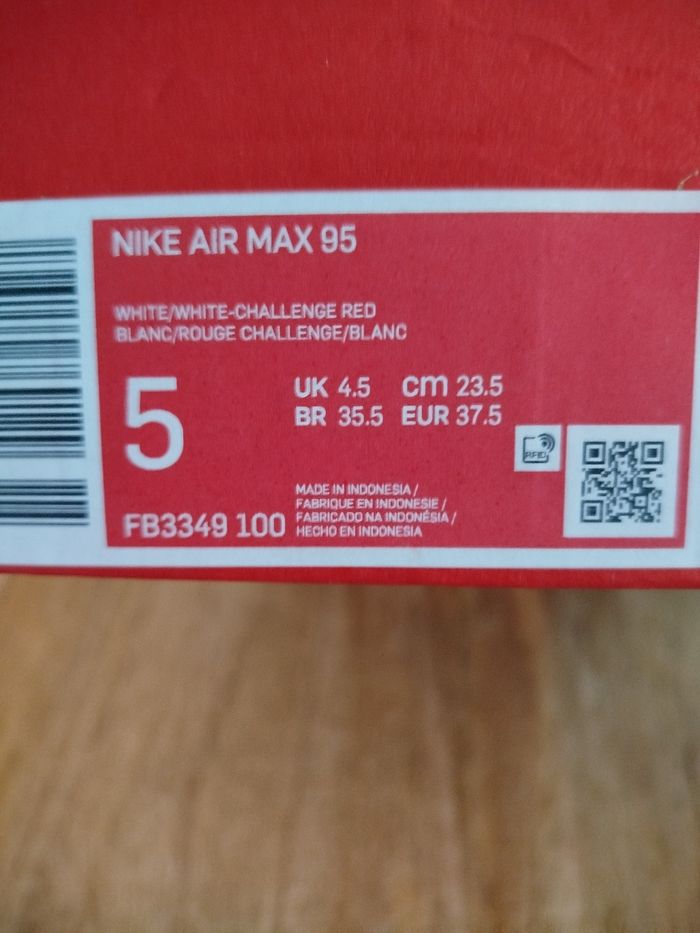 NIKE AIR MAX 95
WHITE/WHITE-CHALLENGE RED
BLANC/ROUGE CHALLENGE/BLANC
5
UK 4.5 cm 23.5
BR 35.5 EUR 37.5
RFID
FB3349 100
MADE IN INDONESIA /
FABRIQUE EN INDONESIE /
FABRICADO NA INDONÉSIA /
HECHO EN INDONESIA